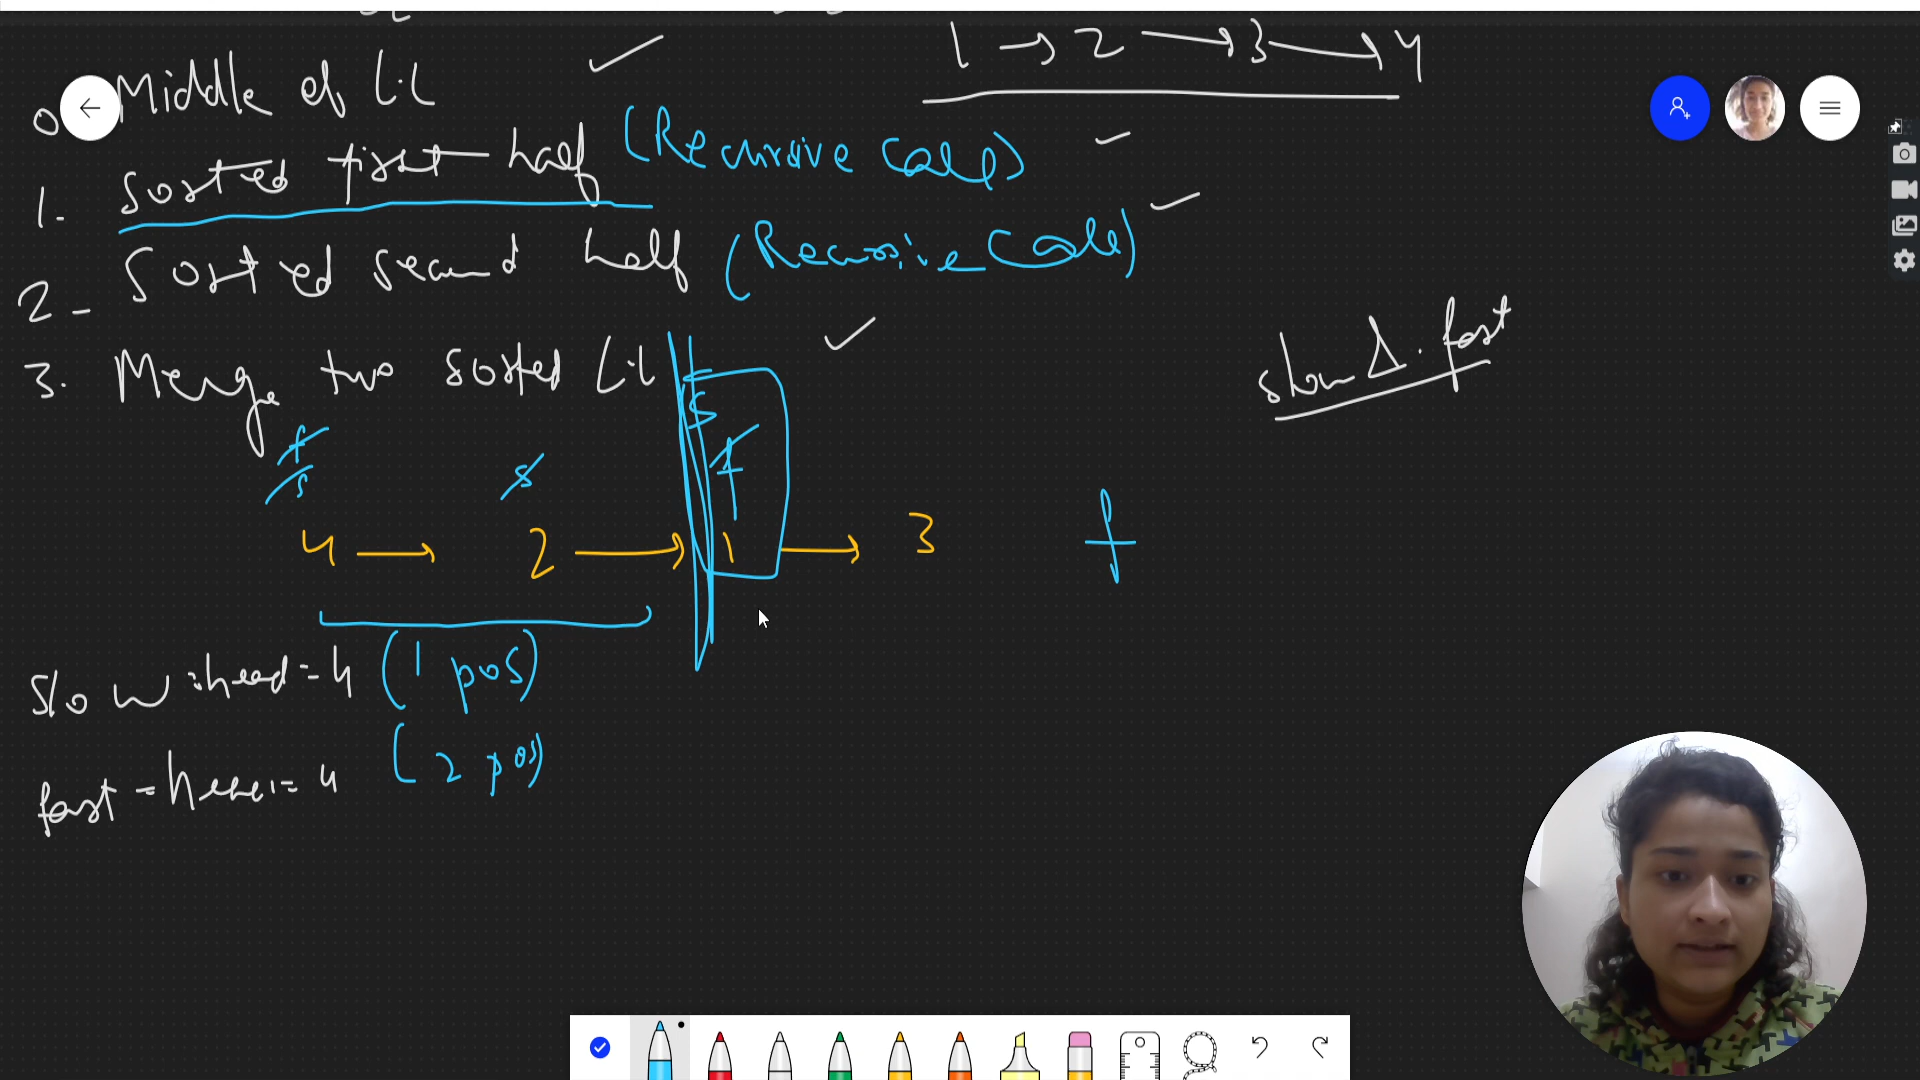 1 → 2 → 3 → 4
0. Middle of L.L
1. Sorted first half (Recursive call)
2- Sorted second half (Recursive Call)
3. Merge two sorted L.L
slow & fast
f
s
s
s
f
4 → 2 → 1 → 3
f
slow = head = 4 (1 pos)
fast = head = 4 (2 pos)